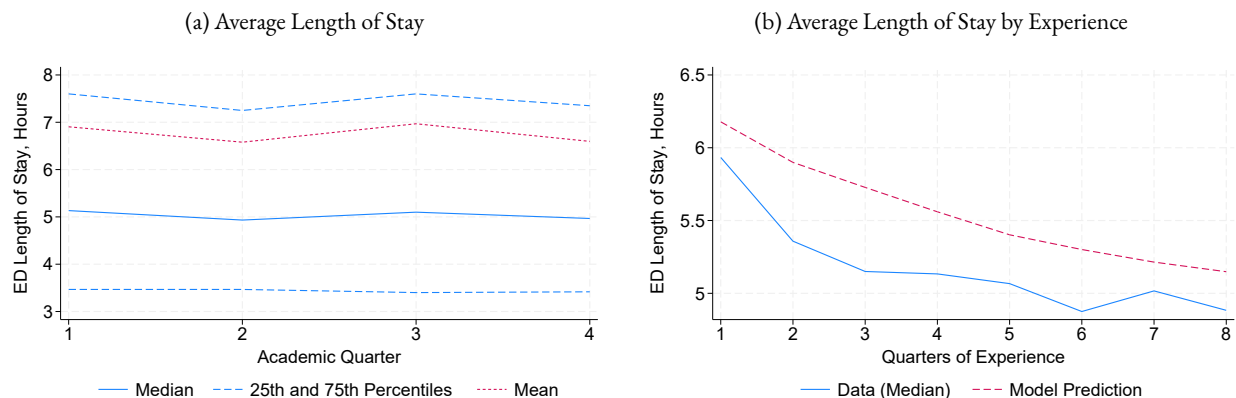 (a) Average Length of Stay
ED Length of Stay, Hours
8
7
6
5
4
3
1 2 3 4
Academic Quarter
Median 25th and 75th Percentiles Mean
(b) Average Length of Stay by Experience
ED Length of Stay, Hours
6.5
6
5.5
5
1 2 3 4 5 6 7 8
Quarters of Experience
Data (Median) Model Prediction